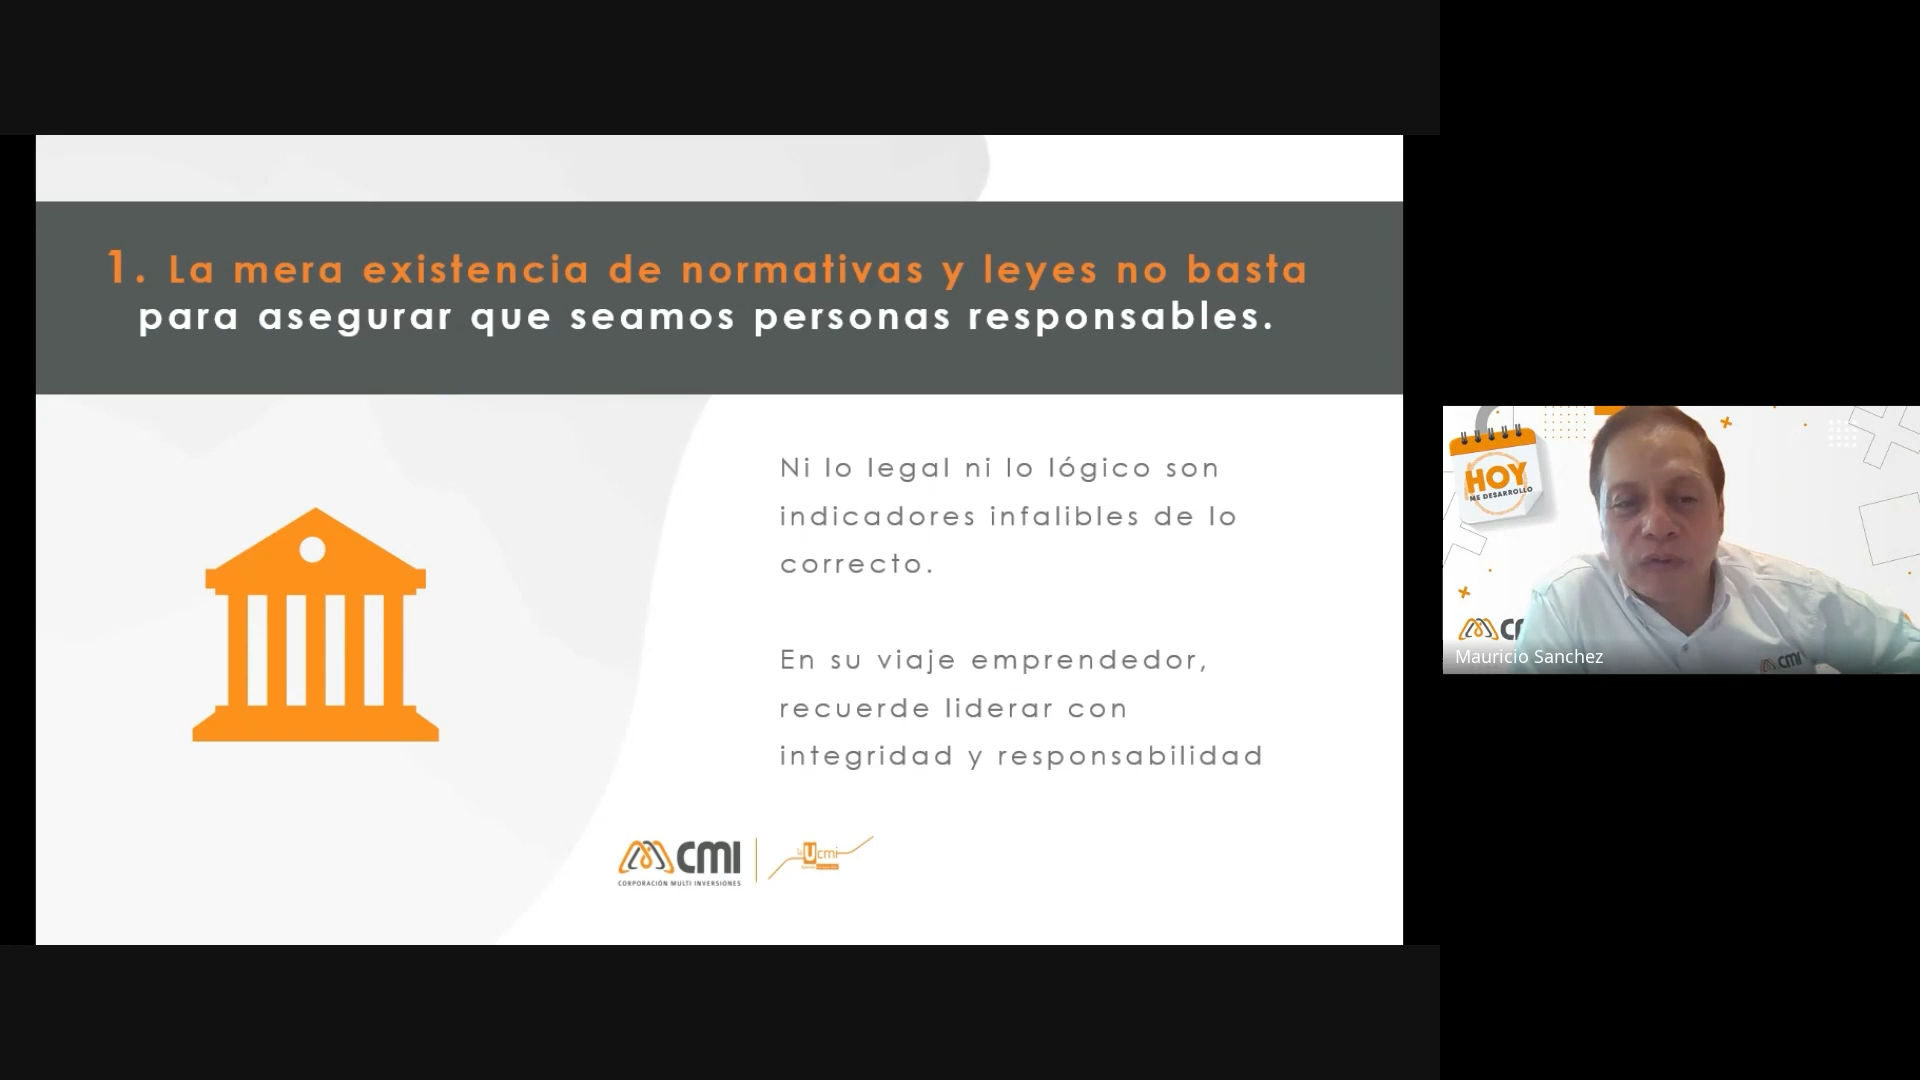 1. La mera existencia de normativas y leyes no basta
para asegurar que seamos personas responsables.
Ni lo legal ni lo lógico son
indicadores infalibles de lo
correcto.
En su viaje emprendedor,
recuerde liderar con
integridad y responsabilidad
cmi
CORPORACIÓN MULTI INVERSIONES
Ucmi
HOY
ME DESARROLLO
cmi
Mauricio Sanchez